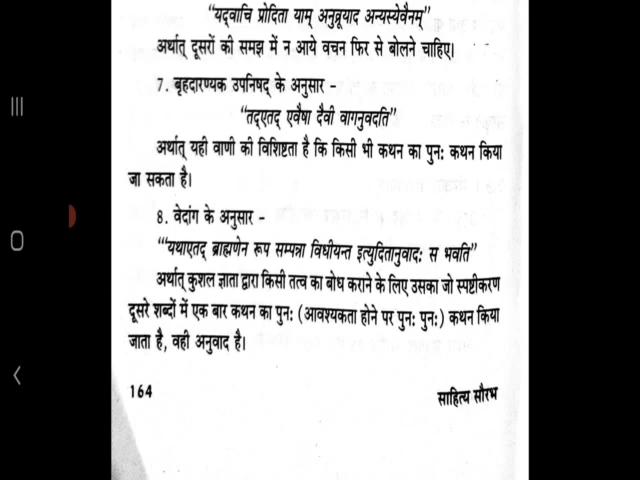 “यद्वाचि प्रोदिता याम् अनुब्रूयाद अन्यस्येवैनम्”
अर्थात् दूसरों की समझ में न आये वचन फिर से बोलने चाहिए।
7. बृहदारण्यक उपनिषद् के अनुसार -
“तद्एतद् एवैषा दैवी वागनुवदति”
अर्थात् यही वाणी की विशिष्टता है कि किसी भी कथन का पुनः कथन किया
जा सकता है।
8. वेदांग के अनुसार -
“‘यथाएतद् ब्राह्मणेन रूप सम्पन्ना विधीयन्त इत्युदितानुवादः स भवति”
अर्थात् कुशल ज्ञाता द्वारा किसी तत्व का बोध कराने के लिए उसका जो स्पष्टीकरण
दूसरे शब्दों में एक बार कथन का पुनः (आवश्यकता होने पर पुनः पुनः) कथन किया
जाता है, वही अनुवाद है।
164 साहित्य सौरभ